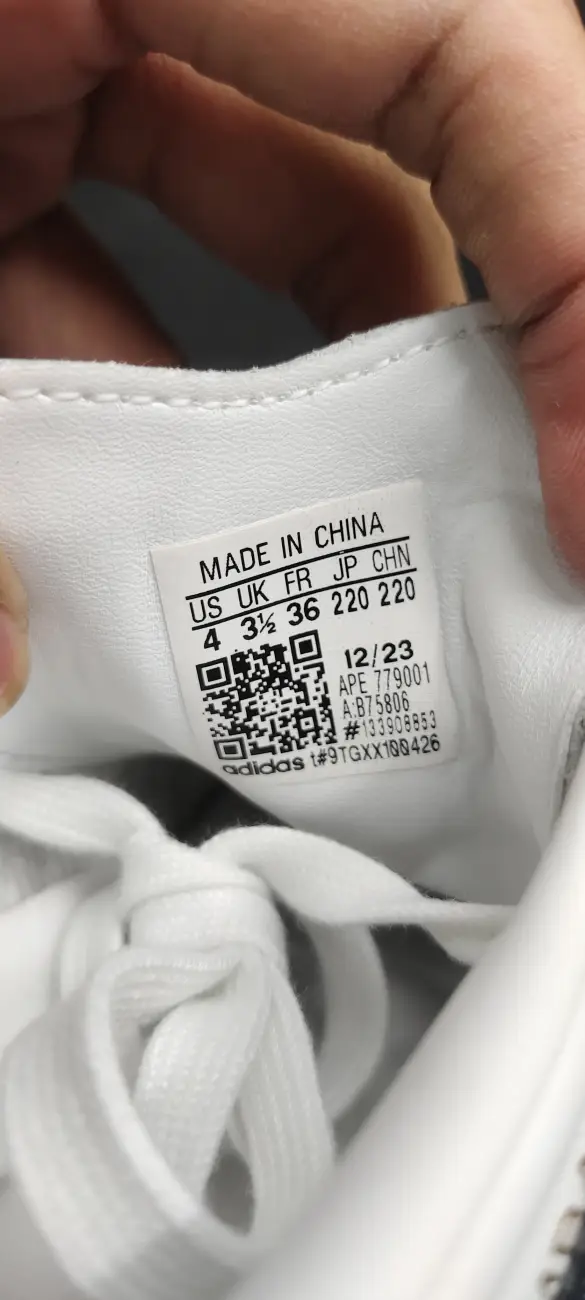 MADE IN CHINA
US UK FR JP CHN
4 3½ 36 220 220
12/23
APE 779001
A:B75806
#133908853
adidas t#9TGXX100426